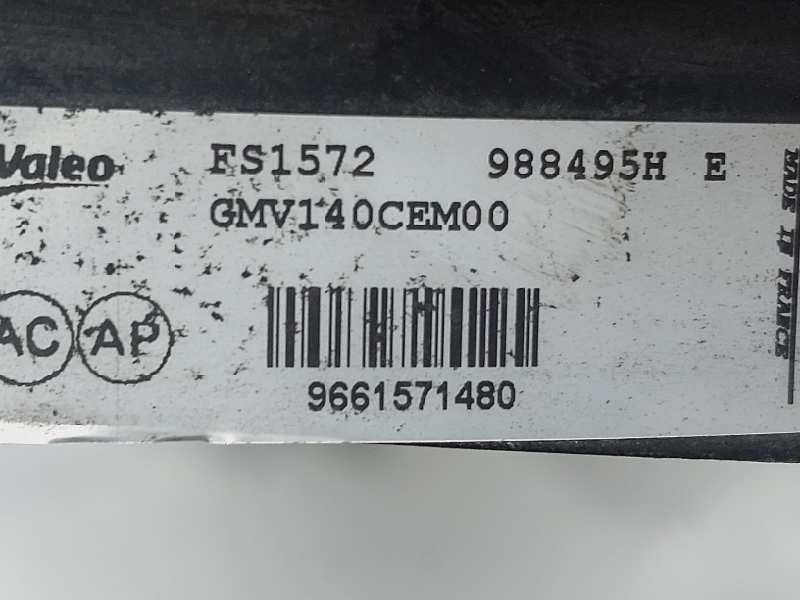 Valeo FS1572 988495H E
GMV140CEM00
AC AP
9661571480
MADE IN FRANCE